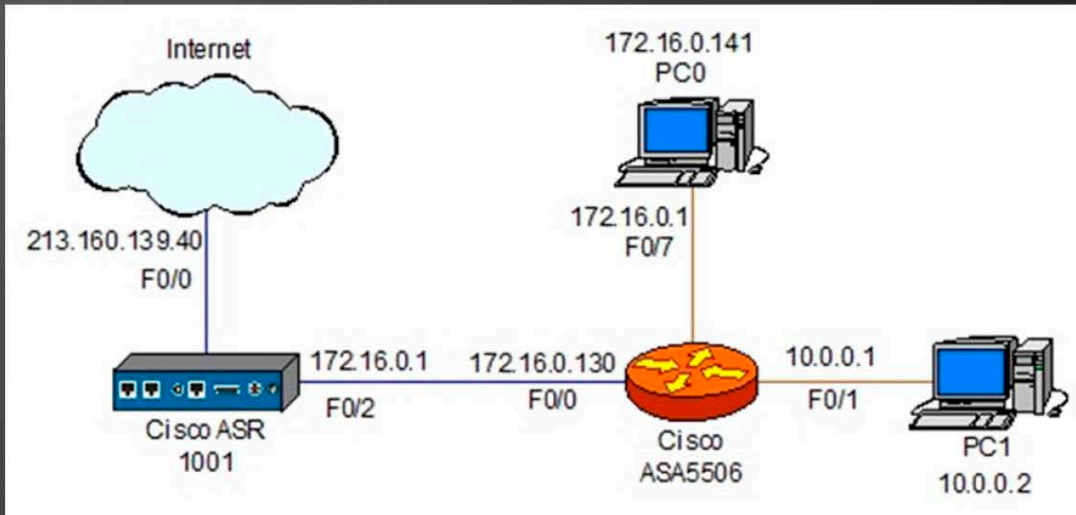 Internet
172.16.0.141
PC0
213.160.139.40
F0/0
172.16.0.1
F0/7
172.16.0.1
F0/2
172.16.0.130
F0/0
10.0.0.1
F0/1
Cisco ASR
1001
Cisco
ASA5506
PC1
10.0.0.2